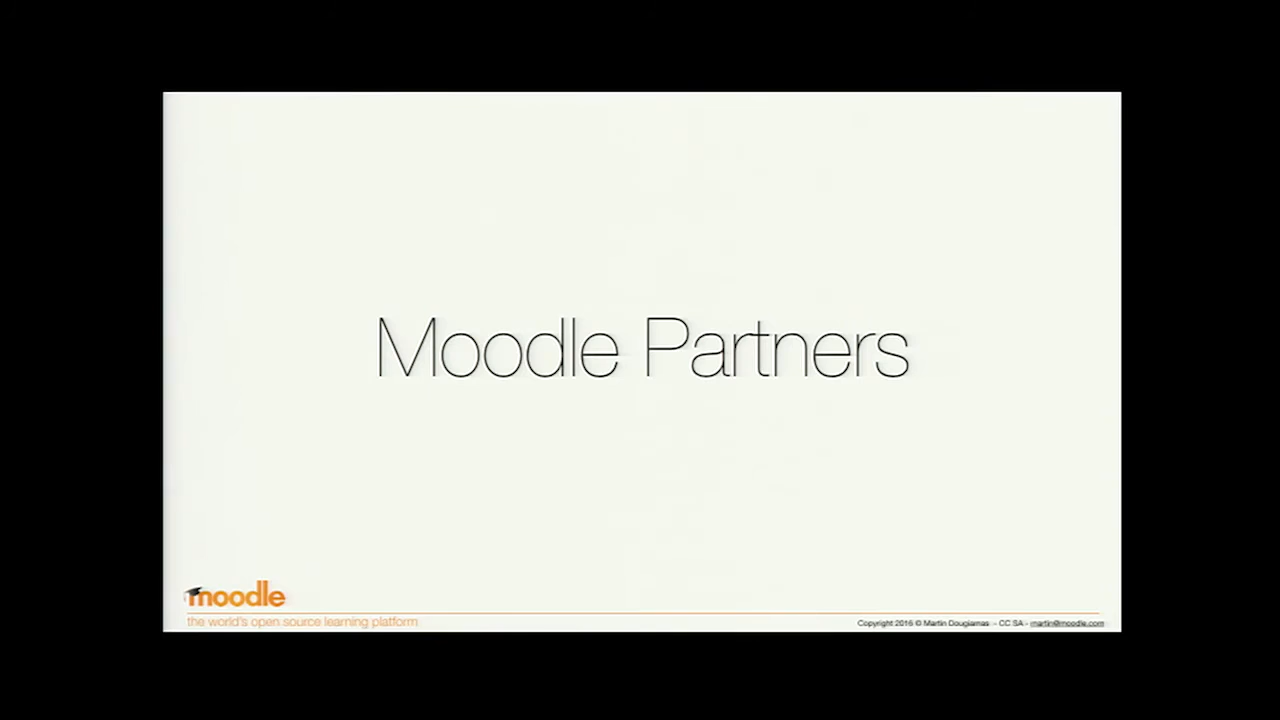 Moodle Partners
moodle
the world's open source learning platform
Copyright 2016 © Martin Dougiamas - CC SA - martin@moodle.com